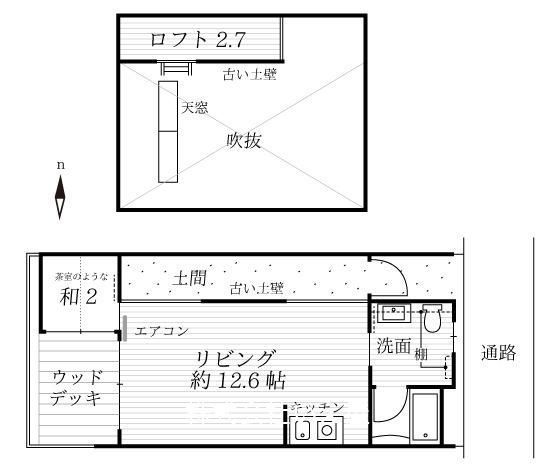 ロフト 2.7
古い土壁
天窓
吹抜
n
茶室のような
和 2
土間
古い土壁
エアコン
リビング
約 12.6 帖
ウッド
デッキ
キッチン
洗面
棚
通路